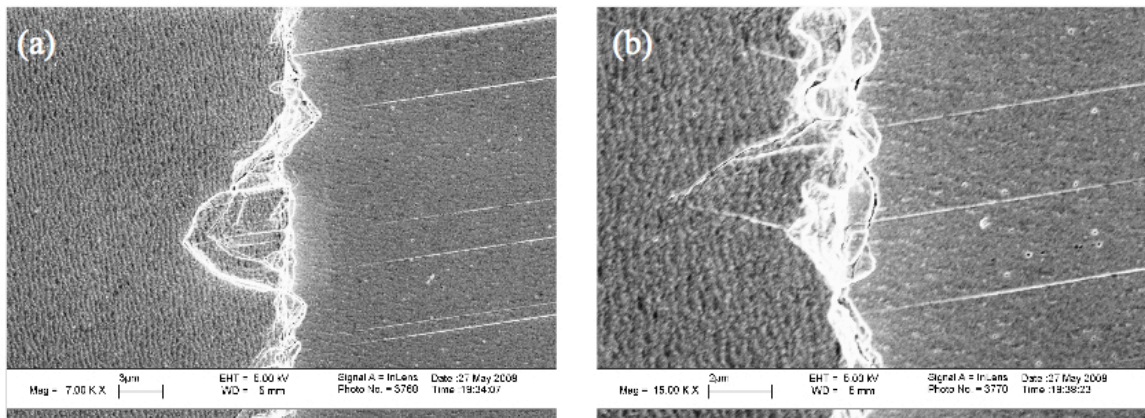 (a)
(b)
Mag = 7.00 K X
3µm
EHT = 5.00 kV
WD = 5 mm
Signal A = InLens
Photo No. = 3760
Date :27 May 2009
Time :19:34:07
Mag = 15.00 K X
2µm
EHT = 5.00 kV
WD = 5 mm
Signal A = InLens
Photo No. = 3770
Date :27 May 2009
Time :19:38:23